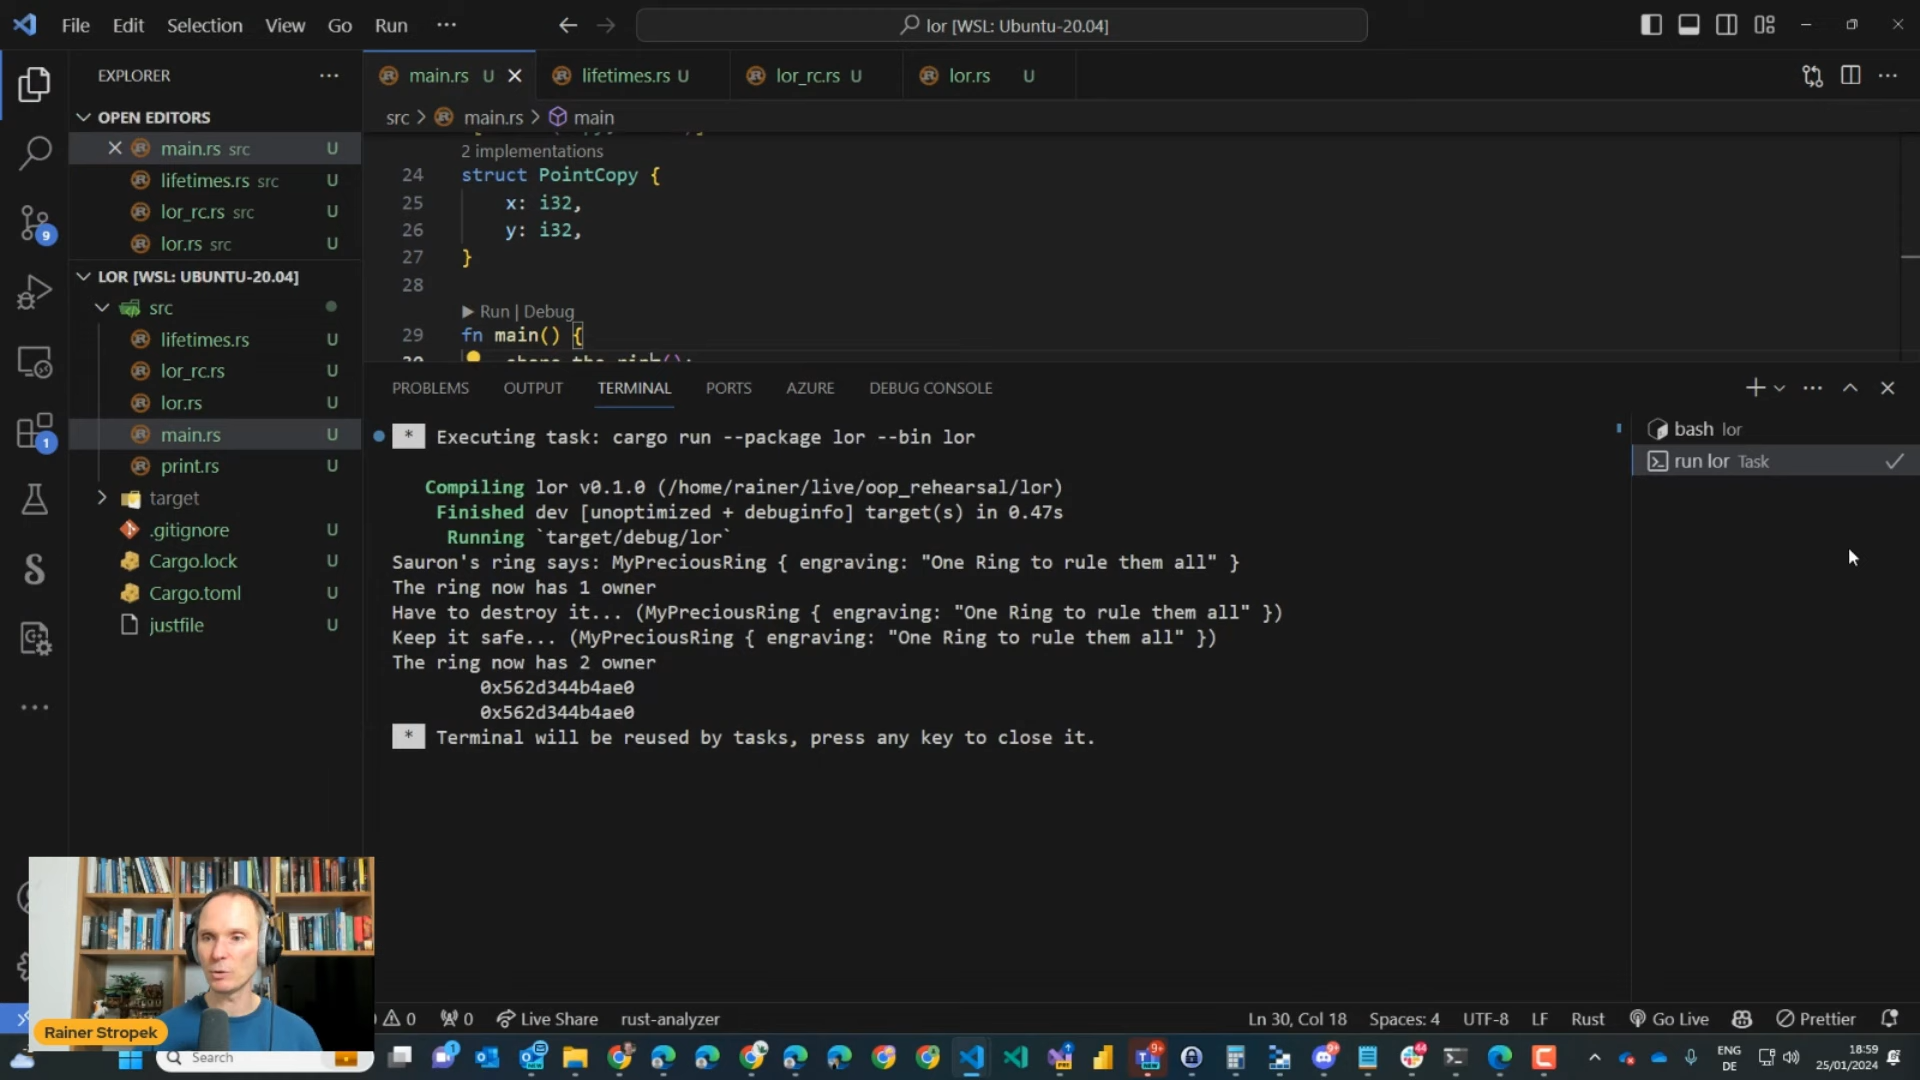 File Edit Selection View Go Run ···
lor [WSL: Ubuntu-20.04]
EXPLORER
OPEN EDITORS
main.rs src U
lifetimes.rs src U
lor_rc.rs src U
lor.rs src U
LOR [WSL: UBUNTU-20.04]
src
lifetimes.rs U
lor_rc.rs U
lor.rs U
main.rs U
print.rs U
target
.gitignore U
Cargo.lock U
Cargo.toml U
justfile U
9
1
main.rs U
lifetimes.rs U
lor_rc.rs U
lor.rs U
src > main.rs > main
2 implementations
24 struct PointCopy {
25 x: i32,
26 y: i32,
27 }
28
Run | Debug
29 fn main() {
PROBLEMS OUTPUT TERMINAL PORTS AZURE DEBUG CONSOLE
* Executing task: cargo run --package lor --bin lor
Compiling lor v0.1.0 (/home/rainer/live/oop_rehearsal/lor)
Finished dev [unoptimized + debuginfo] target(s) in 0.47s
Running `target/debug/lor`
Sauron's ring says: MyPreciousRing { engraving: "One Ring to rule them all" }
The ring now has 1 owner
Have to destroy it... (MyPreciousRing { engraving: "One Ring to rule them all" })
Keep it safe... (MyPreciousRing { engraving: "One Ring to rule them all" })
The ring now has 2 owner
0x562d344b4ae0
0x562d344b4ae0
* Terminal will be reused by tasks, press any key to close it.
bash lor
run lor Task
Rainer Stropek
0 0 Live Share rust-analyzer
Ln 30, Col 18 Spaces: 4 UTF-8 LF Rust Go Live Prettier
Search
ENG
DE
18:59
25/01/2024